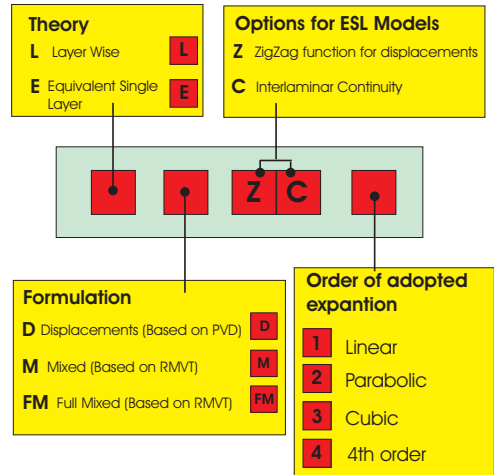 Theory
L Layer Wise L
E Equivalent Single E
Layer
Options for ESL Models
Z ZigZag function for displacements
C Interlaminar Continuity
Z C
Formulation
D Displacements (Based on PVD) D
M Mixed (Based on RMVT) M
FM Full Mixed (Based on RMVT) FM
Order of adopted
expantion
1 Linear
2 Parabolic
3 Cubic
4 4th order